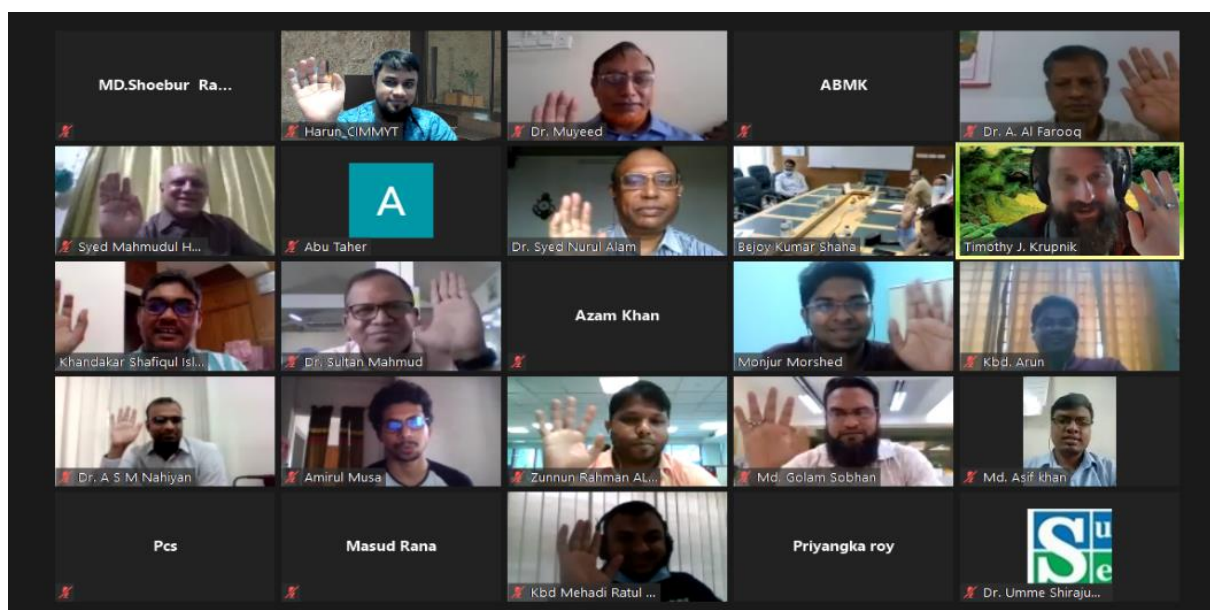 MD.Shoebur Ra...
Harun_CIMMYT
Dr. Muyeed
ABMK
Dr. A. Al Farooq
Syed Mahmudul H...
A
Abu Taher
Dr. Syed Nurul Alam
Bejoy Kumar Shaha
Timothy J. Krupnik
Khandakar Shafiqul Isl...
Dr. Sultan Mahmud
Azam Khan
Monjur Morshed
Kbd. Arun
Dr. A S M Nahiyan
Amirul Musa
Zunnun Rahman AL...
Md. Golam Sobhan
Md. Asif khan
Pcs
Masud Rana
Kbd Mehadi Ratul ...
Priyangka roy
Su
Se
Dr. Umme Shiraju...